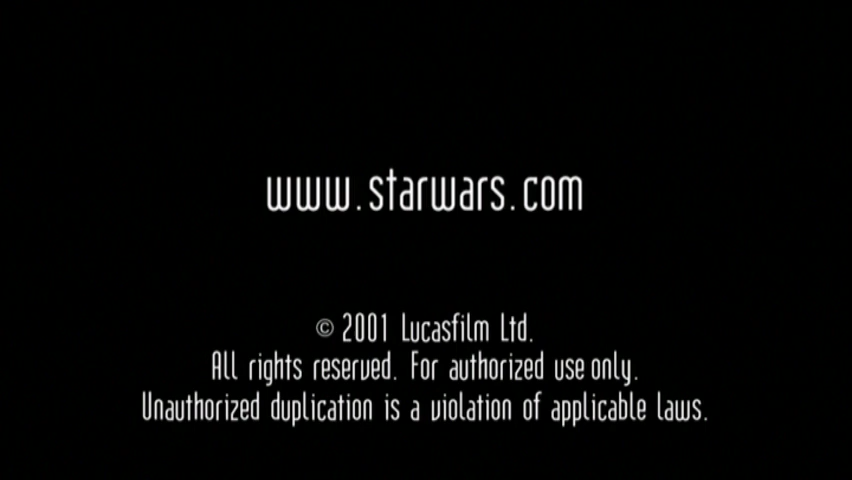 www.starwars.com
© 2001 Lucasfilm Ltd.
All rights reserved. For authorized use only.
Unauthorized duplication is a violation of applicable laws.